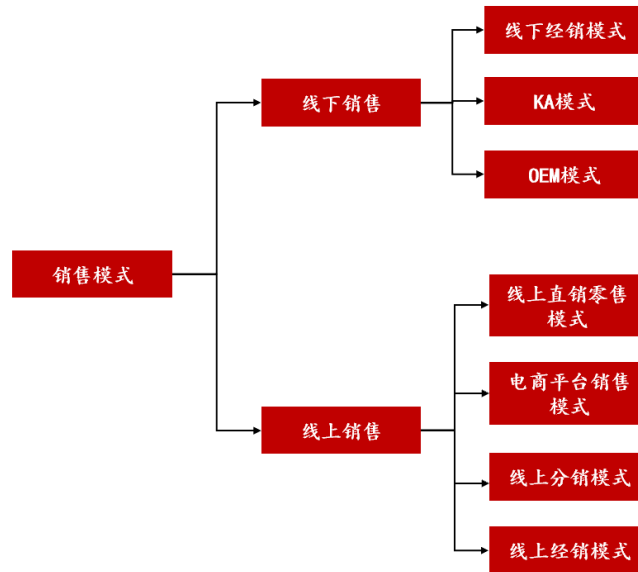 线下经销模式
线下销售
KA模式
OEM模式
销售模式
线上直销零售
模式
电商平台销售
模式
线上销售
线上分销模式
线上经销模式